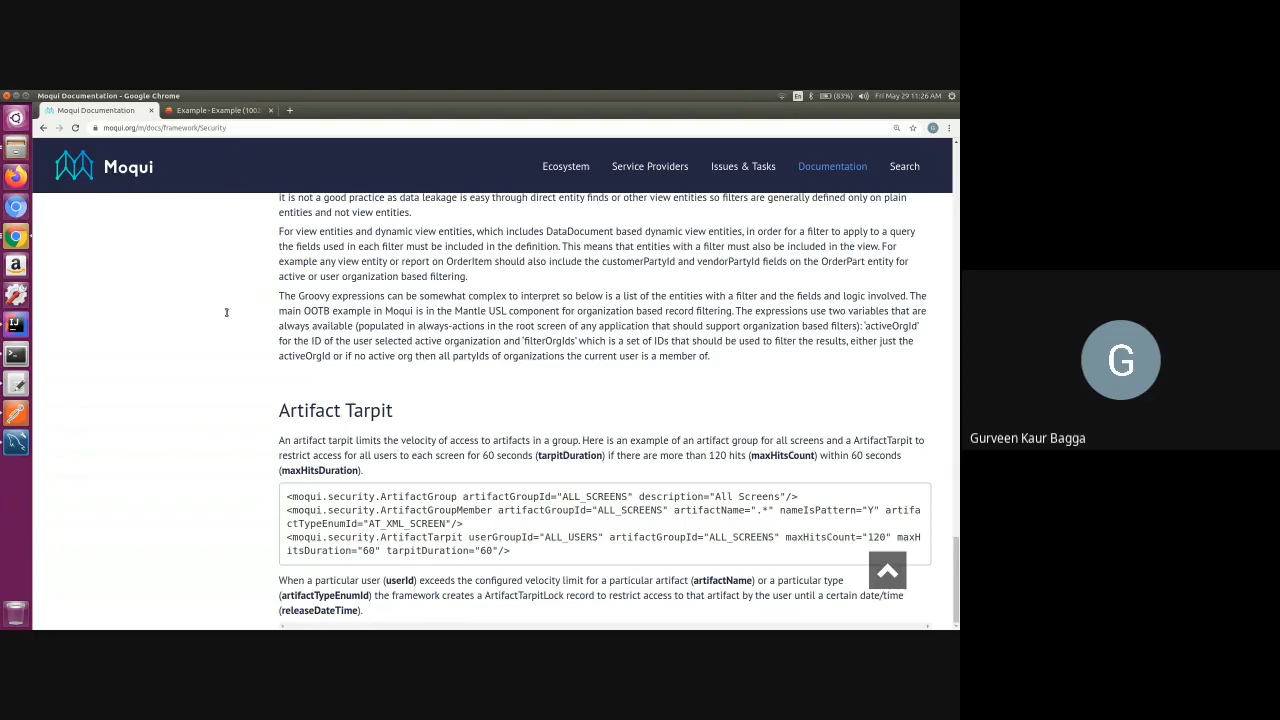 Moqui Documentation - Google Chrome
En
(83%)
Fri May 29 11:26 AM
Moqui Documentation
Example - Example (100
moqui.org/m/docs/framework/Security
G
Moqui
Ecosystem
Service Providers
Issues & Tasks
Documentation
Search
it is not a good practice as data leakage is easy through direct entity finds or other view entities so filters are generally defined only on plain
entities and not view entities.
For view entities and dynamic view entities, which includes DataDocument based dynamic view entities, in order for a filter to apply to a query
the fields used in each filter must be included in the definition. This means that entities with a filter must also be included in the view. For
example any view entity or report on OrderItem should also include the customerPartyId and vendorPartyId fields on the OrderPart entity for
active or user organization based filtering.
The Groovy expressions can be somewhat complex to interpret so below is a list of the entities with a filter and the fields and logic involved. The
main OOTB example in Moqui is in the Mantle USL component for organization based record filtering. The expressions use two variables that are
always available (populated in always-actions in the root screen of any application that should support organization based filters): 'activeOrgId'
for the ID of the user selected active organization and 'filterOrgIds' which is a set of IDs that should be used to filter the results, either just the
activeOrgId or if no active org then all partyIds of organizations the current user is a member of.
Artifact Tarpit
An artifact tarpit limits the velocity of access to artifacts in a group. Here is an example of an artifact group for all screens and a ArtifactTarpit to
restrict access for all users to each screen for 60 seconds (tarpitDuration) if there are more than 120 hits (maxHitsCount) within 60 seconds
(maxHitsDuration).
<moqui.security.ArtifactGroup artifactGroupId="ALL_SCREENS" description="All Screens"/>
<moqui.security.ArtifactGroupMember artifactGroupId="ALL_SCREENS" artifactName=".*" nameIsPattern="Y" artifa
ctTypeEnumId="AT_XML_SCREEN"/>
<moqui.security.ArtifactTarpit userGroupId="ALL_USERS" artifactGroupId="ALL_SCREENS" maxHitsCount="120" maxH
itsDuration="60" tarpitDuration="60"/>
When a particular user (userId) exceeds the configured velocity limit for a particular artifact (artifactName) or a particular type
(artifactTypeEnumId) the framework creates a ArtifactTarpitLock record to restrict access to that artifact by the user until a certain date/time
(releaseDateTime).
G
Gurveen Kaur Bagga